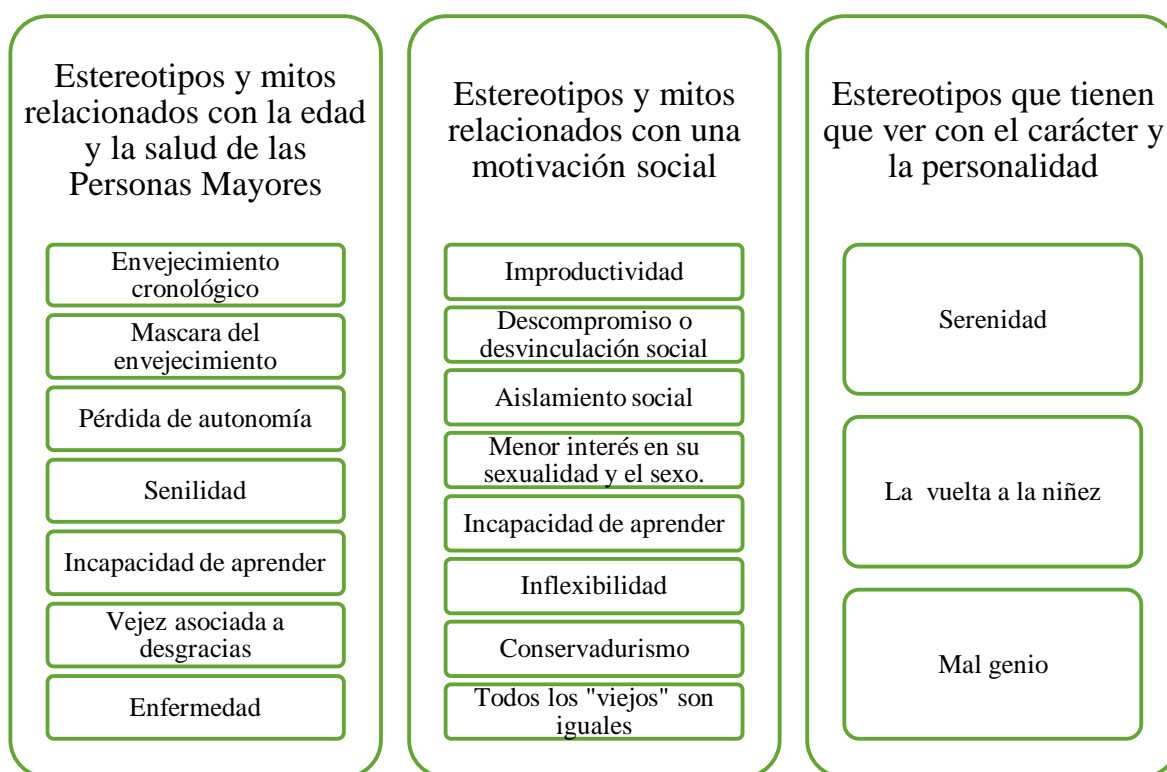 Estereotipos y mitos
relacionados con la edad
y la salud de las
Personas Mayores
Envejecimiento
cronológico
Mascara del
envejecimiento
Pérdida de autonomía
Senilidad
Incapacidad de aprender
Vejez asociada a
desgracias
Enfermedad
Estereotipos y mitos
relacionados con una
motivación social
Improductividad
Descompromiso o
desvinculación social
Aislamiento social
Menor interés en su
sexualidad y el sexo.
Incapacidad de aprender
Inflexibilidad
Conservadurismo
Todos los "viejos" son
iguales
Estereotipos que tienen
que ver con el carácter y
la personalidad
Serenidad
La vuelta a la niñez
Mal genio